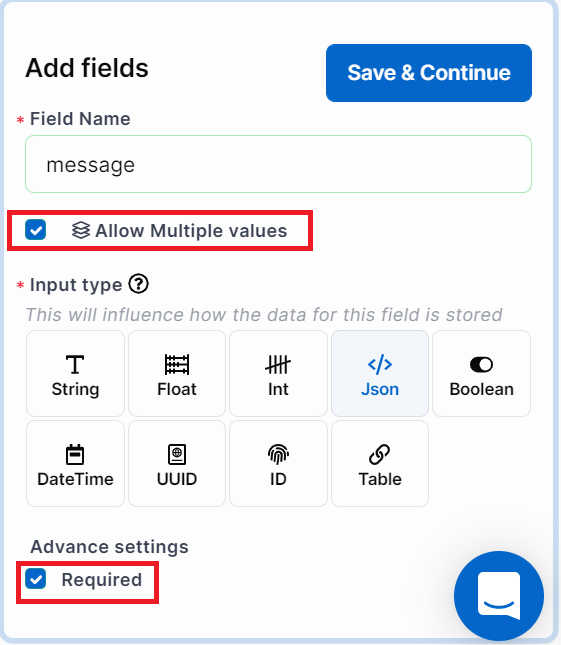 Add fields
Save & Continue
* Field Name
message
Allow Multiple values
* Input type ?
This will influence how the data for this field is stored
String Float Int Json Boolean
DateTime UUID ID Table
Advance settings
Required